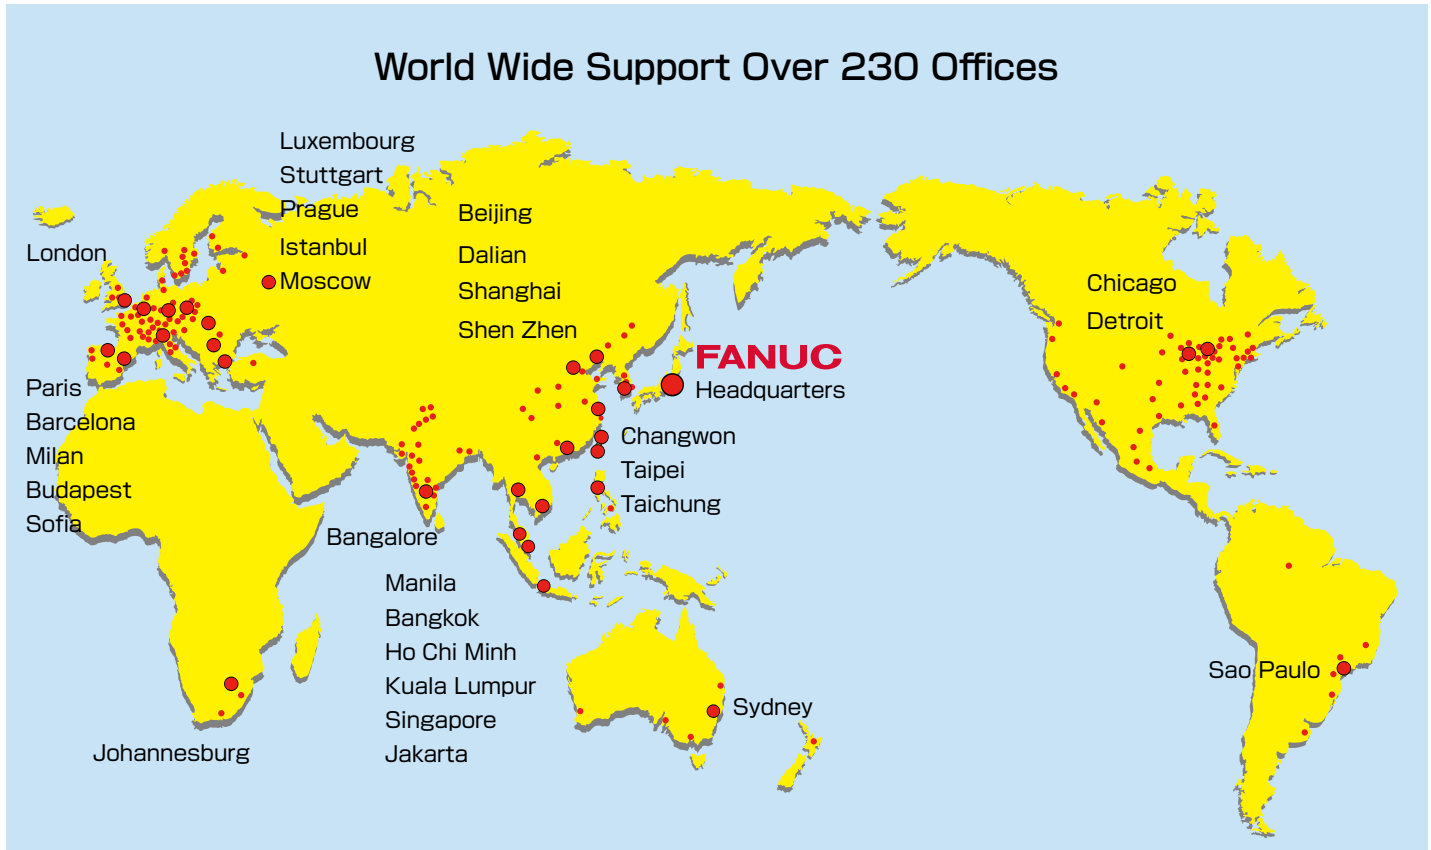 World Wide Support Over 230 Offices
Luxembourg
Stuttgart
Prague
Istanbul
Moscow
London
Beijing
Dalian
Shanghai
Shen Zhen
Chicago
Detroit
FANUC
Headquarters
Paris
Barcelona
Milan
Budapest
Sofia
Changwon
Taipei
Taichung
Bangalore
Manila
Bangkok
Ho Chi Minh
Kuala Lumpur
Singapore
Jakarta
Sao Paulo
Sydney
Johannesburg